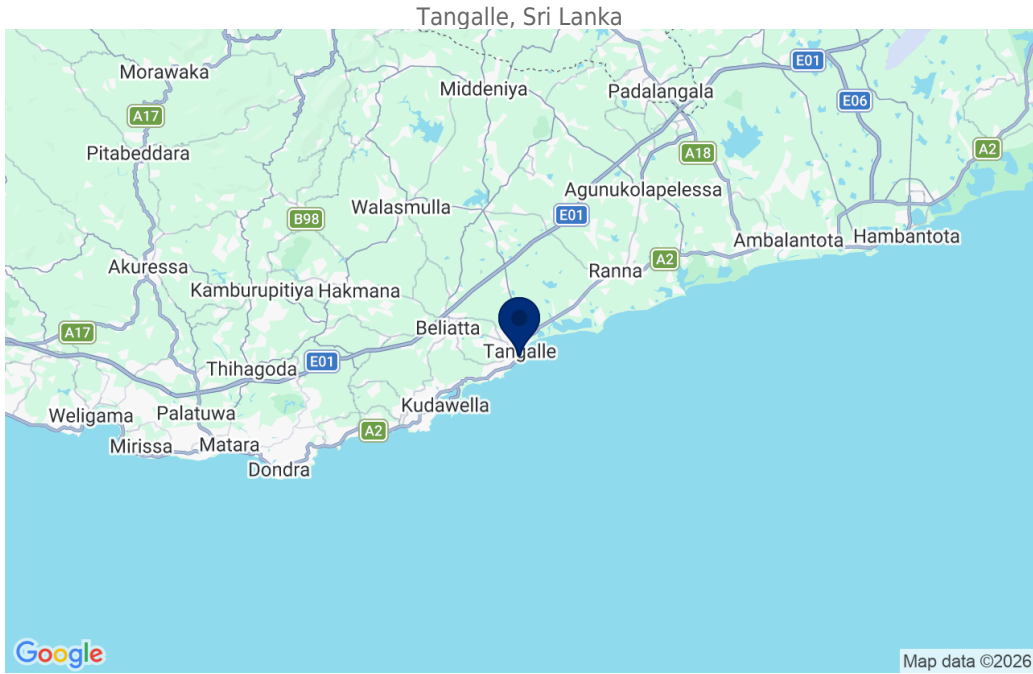 Tangalle, Sri Lanka
E01
Morawaka
Middeniya
Padalangala
E06
A17
Pitabeddara
A18
A2
Agunukolapelessa
Walasmulla
B98
E01
Ambalantota
Hambantota
Akuressa
Ranna
A2
Kamburupitiya
Hakmana
Beliatta
A17
Tangalle
Thihagoda
E01
Kudawella
Weligama
Palatuwa
A2
Mirissa
Matara
Dondra
Google
Map data ©2026